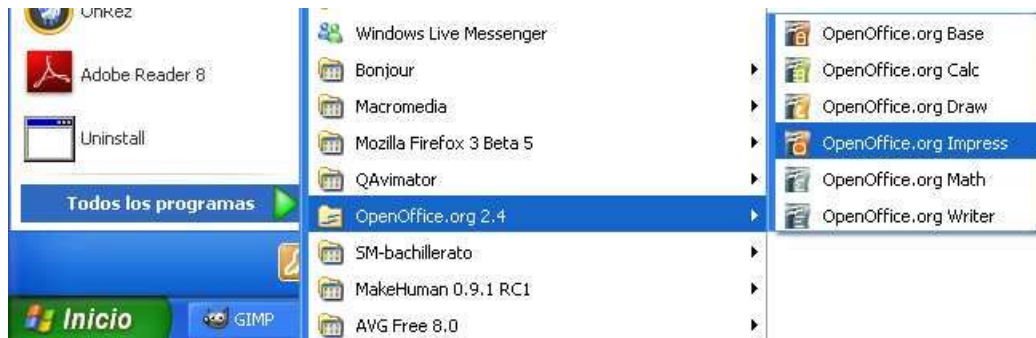 OnRez
Adobe Reader 8
Uninstall
Todos los programas
Inicio
GIMP
Windows Live Messenger
Bonjour
Macromedia
Mozilla Firefox 3 Beta 5
QAvimator
OpenOffice.org 2.4
SM-bachillerato
MakeHuman 0.9.1 RC1
AVG Free 8.0
OpenOffice.org Base
OpenOffice.org Calc
OpenOffice.org Draw
OpenOffice.org Impress
OpenOffice.org Math
OpenOffice.org Writer